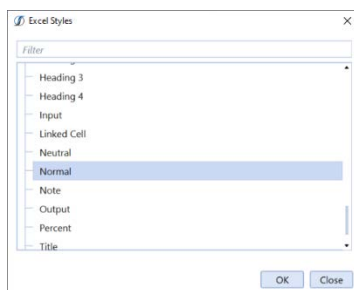 Excel Styles
Filter
Heading 3
Heading 4
Input
Linked Cell
Neutral
Normal
Note
Output
Percent
Title
OK Close